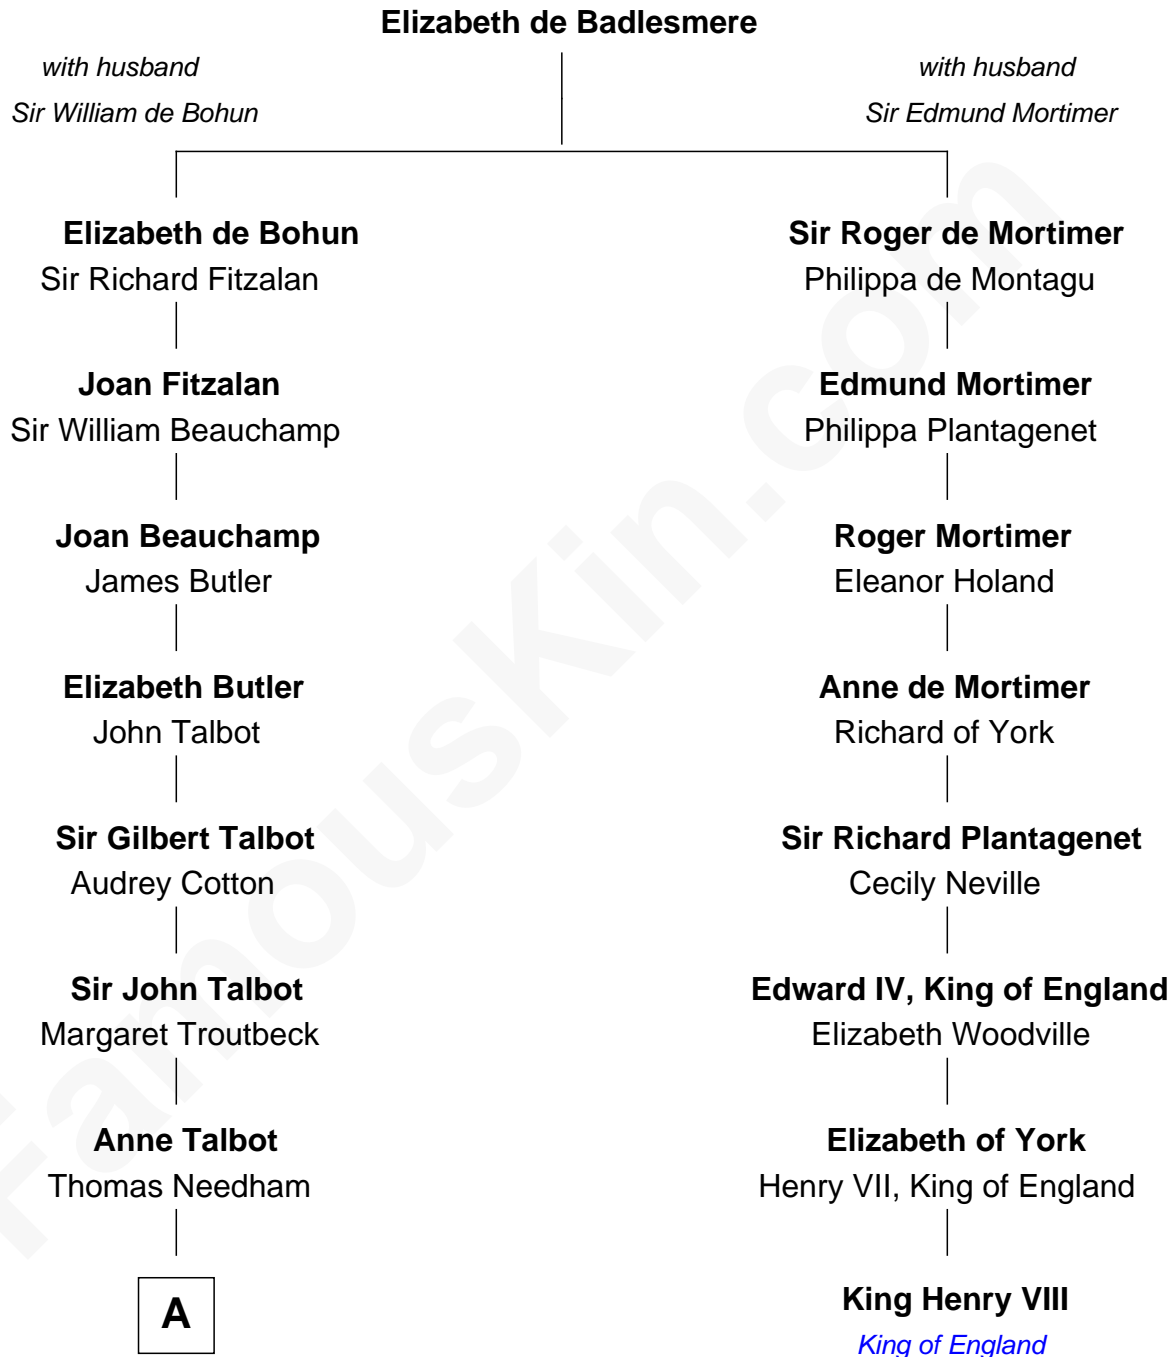 Elizabeth de Badlesmere
with husband
Sir William de Bohun
with husband
Sir Edmund Mortimer
Elizabeth de Bohun
Sir Richard Fitzalan
Joan Fitzalan
Sir William Beauchamp
Joan Beauchamp
James Butler
Elizabeth Butler
John Talbot
Sir Gilbert Talbot
Audrey Cotton
Sir John Talbot
Margaret Troutbeck
Anne Talbot
Thomas Needham
A
Sir Roger de Mortimer
Philippa de Montagu
Edmund Mortimer
Philippa Plantagenet
Roger Mortimer
Eleanor Holand
Anne de Mortimer
Richard of York
Sir Richard Plantagenet
Cecily Neville
Edward IV, King of England
Elizabeth Woodville
Elizabeth of York
Henry VII, King of England
King Henry VIII
King of England
FamousKin.com